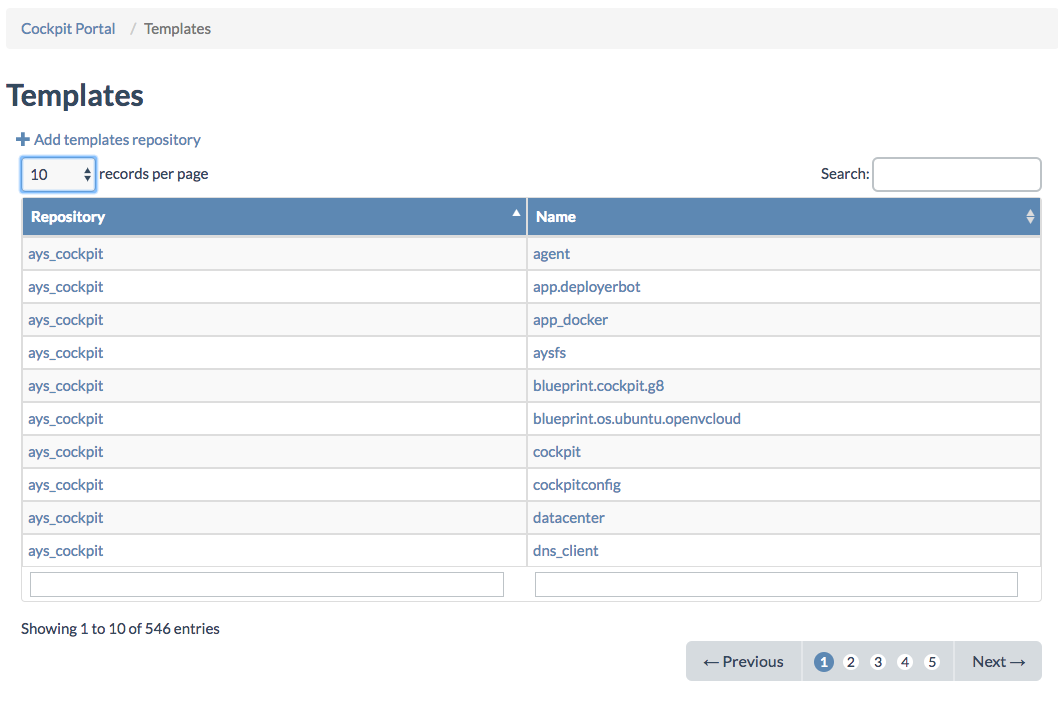 Cockpit Portal / Templates
Templates
+ Add templates repository
10 records per page Search:
Repository Name
ays_cockpit agent
ays_cockpit app.deployerbot
ays_cockpit app_docker
ays_cockpit aysfs
ays_cockpit blueprint.cockpit.g8
ays_cockpit blueprint.os.ubuntu.openvcloud
ays_cockpit cockpit
ays_cockpit cockpitconfig
ays_cockpit datacenter
ays_cockpit dns_client
Showing 1 to 10 of 546 entries
← Previous 1 2 3 4 5 Next →